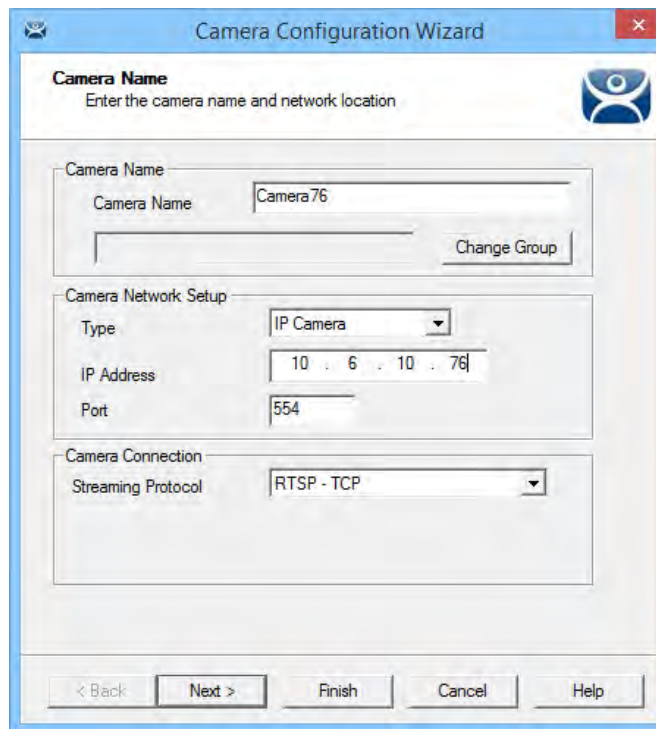 Camera Configuration Wizard
Camera Name
Enter the camera name and network location
Camera Name
Camera Name Camera76
Change Group
Camera Network Setup
Type IP Camera
IP Address 10 . 6 . 10 . 76
Port 554
Camera Connection
Streaming Protocol RTSP - TCP
< Back Next > Finish Cancel Help